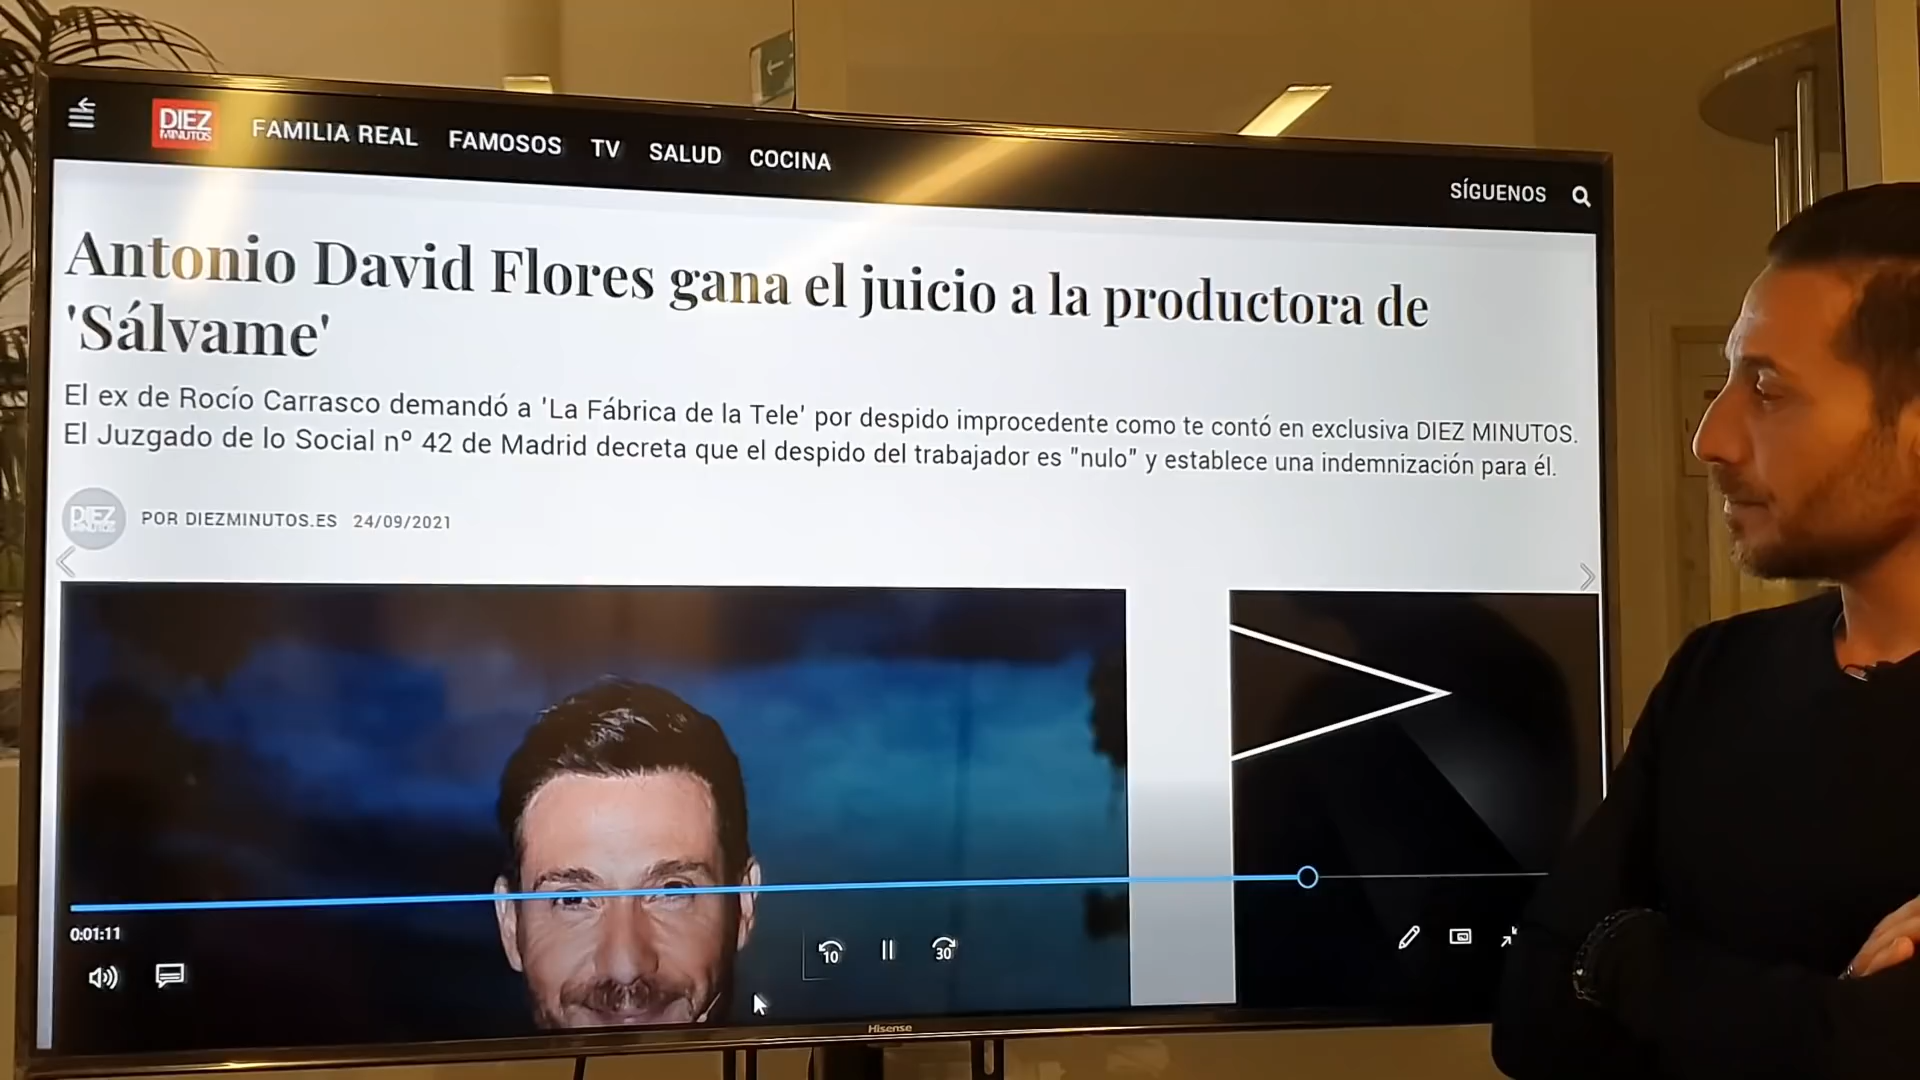 DIEZ
MINUTOS
FAMILIA REAL FAMOSOS TV SALUD COCINA
SÍGUENOS
Antonio David Flores gana el juicio a la productora de
'Sálvame'
El ex de Rocío Carrasco demandó a 'La Fábrica de la Tele' por despido improcedente como te contó en exclusiva DIEZ MINUTOS.
El Juzgado de lo Social nº 42 de Madrid decreta que el despido del trabajador es "nulo" y establece una indemnización para él.
DIEZ
MINUTOS
POR DIEZMINUTOS.ES 24/09/2021
0:01:11
10
30
Hisense